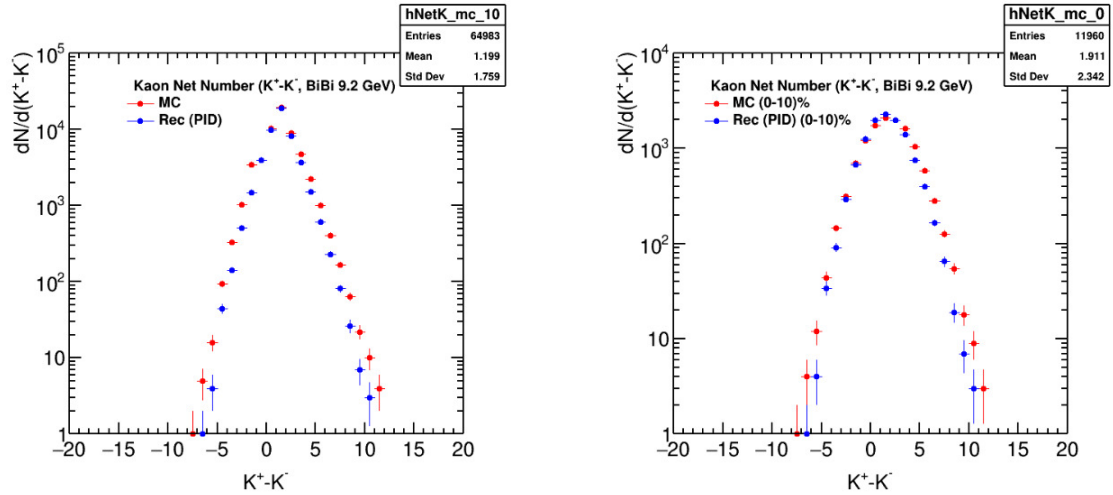 hNetK_mc_10
Entries 64983
Mean 1.199
Std Dev 1.759
dN/d(K⁺-K⁻)
Kaon Net Number (K⁺-K⁻, BiBi 9.2 GeV)
MC
Rec (PID)
10⁵
10⁴
10³
10²
10
1
−20 −15 −10 −5 0 5 10 15 20
K⁺-K⁻
hNetK_mc_0
Entries 11960
Mean 1.911
Std Dev 2.342
dN/d(K⁺-K⁻)
Kaon Net Number (K⁺-K⁻, BiBi 9.2 GeV)
MC (0-10)%
Rec (PID) (0-10)%
10⁴
10³
10²
10
1
−20 −15 −10 −5 0 5 10 15 20
K⁺-K⁻